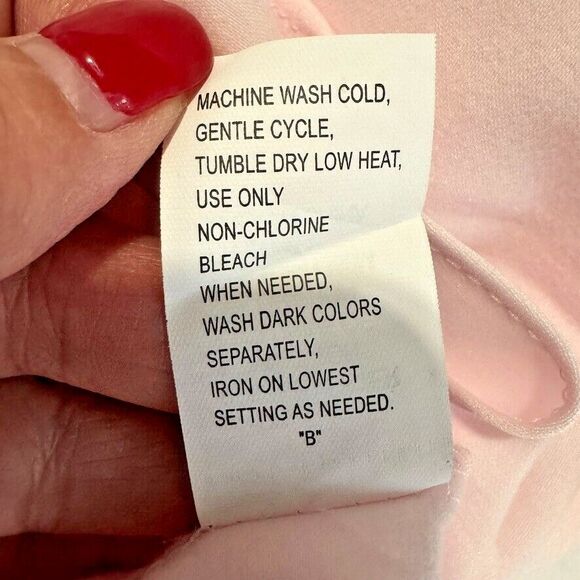 MACHINE WASH COLD,
GENTLE CYCLE,
TUMBLE DRY LOW HEAT,
USE ONLY
NON-CHLORINE
BLEACH
WHEN NEEDED,
WASH DARK COLORS
SEPARATELY,
IRON ON LOWEST
SETTING AS NEEDED.
"B"